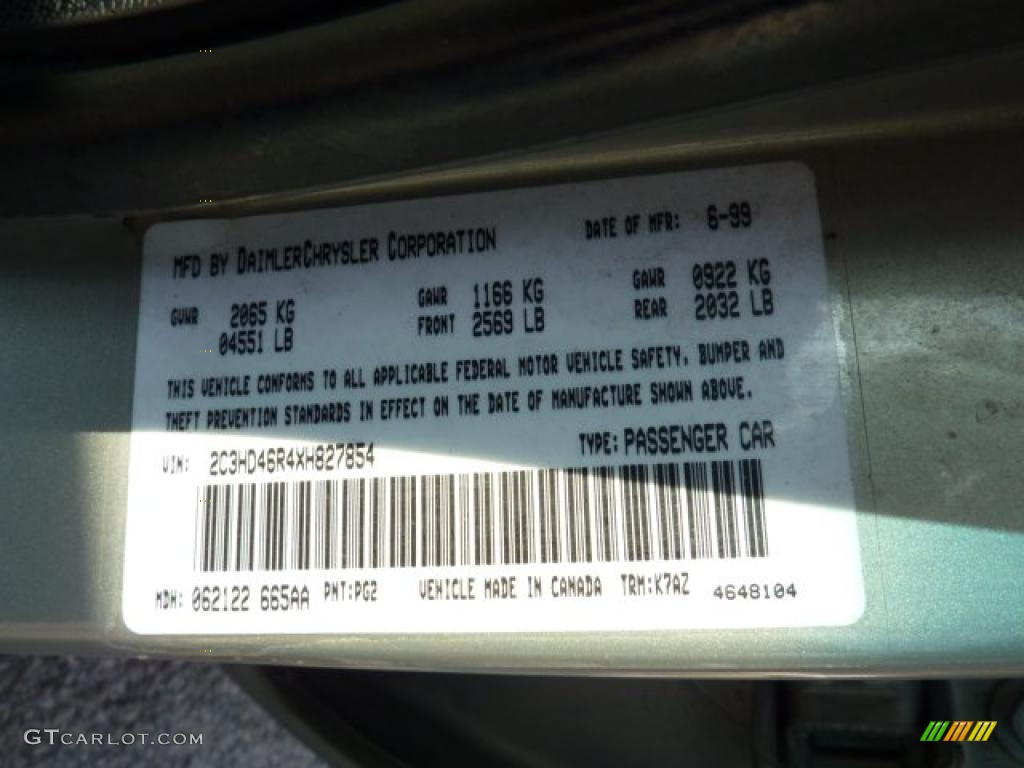 MFD BY DAIMLERCHRYSLER CORPORATION DATE OF MFR: 6-99
GVWR 2065 KG GAWR 1166 KG GAWR 0922 KG
04551 LB FRONT 2569 LB REAR 2032 LB
THIS VEHICLE CONFORMS TO ALL APPLICABLE FEDERAL MOTOR VEHICLE SAFETY, BUMPER AND
THEFT PREVENTION STANDARDS IN EFFECT ON THE DATE OF MANUFACTURE SHOWN ABOVE.
VIN: 2C3HD46R4XH827854 TYPE: PASSENGER CAR
MDH: 062122 665AA PNT:PG2 VEHICLE MADE IN CANADA TRM:K7AZ 4648104
GTCARLOT.COM